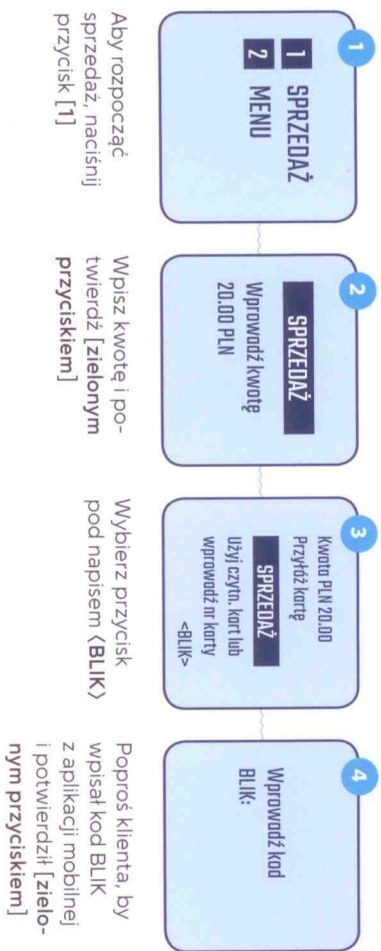 1
1 SPRZEDAŻ
2 MENU
Aby rozpocząć
sprzedaż, naciśnij
przycisk [1]
2
SPRZEDAŻ
Wprowadź kwotę
20.00 PLN
Wpisz kwotę i po-
twierdź [zielonym
przyciskiem]
3
Kwota PLN 20.00
Przyłóż kartę
SPRZEDAŻ
Użyj czytn. kart lub
wprowadź nr karty
<BLIK>
Wybierz przycisk
pod napisem ⟨BLIK⟩
4
Wprowadź kod
BLIK:
Poproś klienta, by
wpisał kod BLIK
z aplikacji mobilnej
i potwierdził [zielo-
nym przyciskiem]